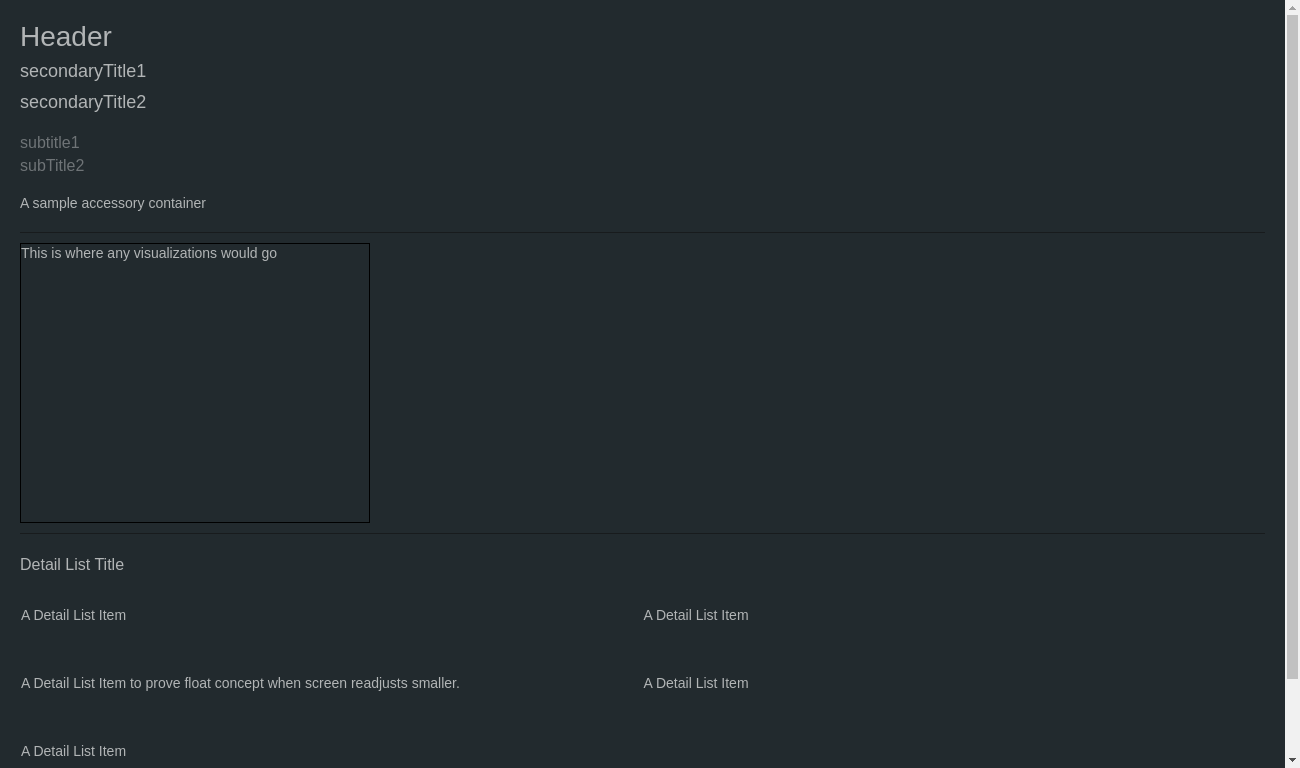 Header
secondaryTitle1
secondaryTitle2
subtitle1
subTitle2
A sample accessory container
This is where any visualizations would go
Detail List Title
A Detail List Item
A Detail List Item
A Detail List Item to prove float concept when screen readjusts smaller.
A Detail List Item
A Detail List Item